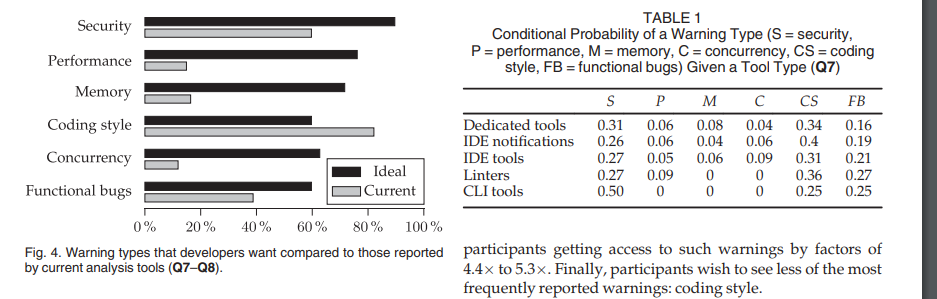 Security
Performance
Memory
Coding style
Concurrency
Functional bugs
Ideal
Current
0% 20% 40% 60% 80% 100%
Fig. 4. Warning types that developers want compared to those reported
by current analysis tools (Q7–Q8).
TABLE 1
Conditional Probability of a Warning Type (S = security,
P = performance, M = memory, C = concurrency, CS = coding
style, FB = functional bugs) Given a Tool Type (Q7)
S P M C CS FB
Dedicated tools 0.31 0.06 0.08 0.04 0.34 0.16
IDE notifications 0.26 0.06 0.04 0.06 0.4 0.19
IDE tools 0.27 0.05 0.06 0.09 0.31 0.21
Linters 0.27 0.09 0 0 0.36 0.27
CLI tools 0.50 0 0 0 0.25 0.25
participants getting access to such warnings by factors of
4.4× to 5.3×. Finally, participants wish to see less of the most
frequently reported warnings: coding style.